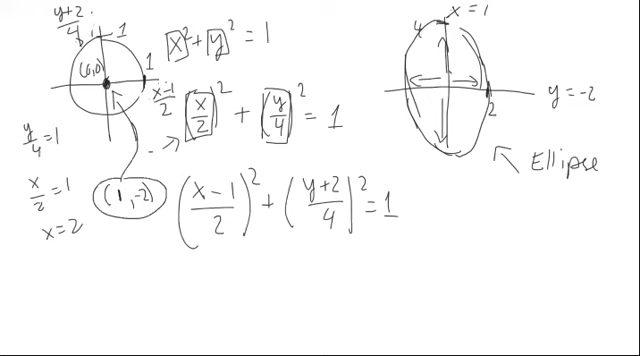 (y+2)/4
1
x² + y² = 1
(0,0)
1
(x-1)/2
(x/2)² + (y/4)² = 1
y/4 = 1
x/2 = 1
x = 2
(1, -2)
((x-1)/2)² + ((y+2)/4)² = 1
x = 1
4
y = -2
2
Ellipse